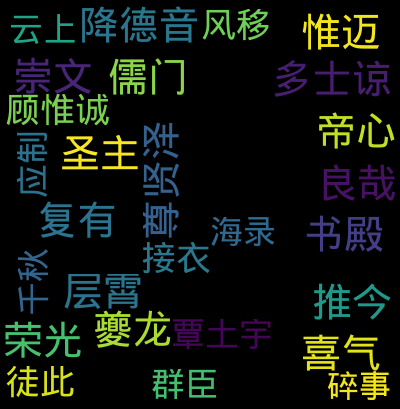 云上
降德音
风移
惟迈
崇文
儒门
多士谅
顾惟诚
帝心
应制
圣主
尊贤泽
良哉
复有
海录
书殿
接衣
千秋
层霄
推今
荣光
夔龙
覃土宇
喜气
徒此
群臣
碎事